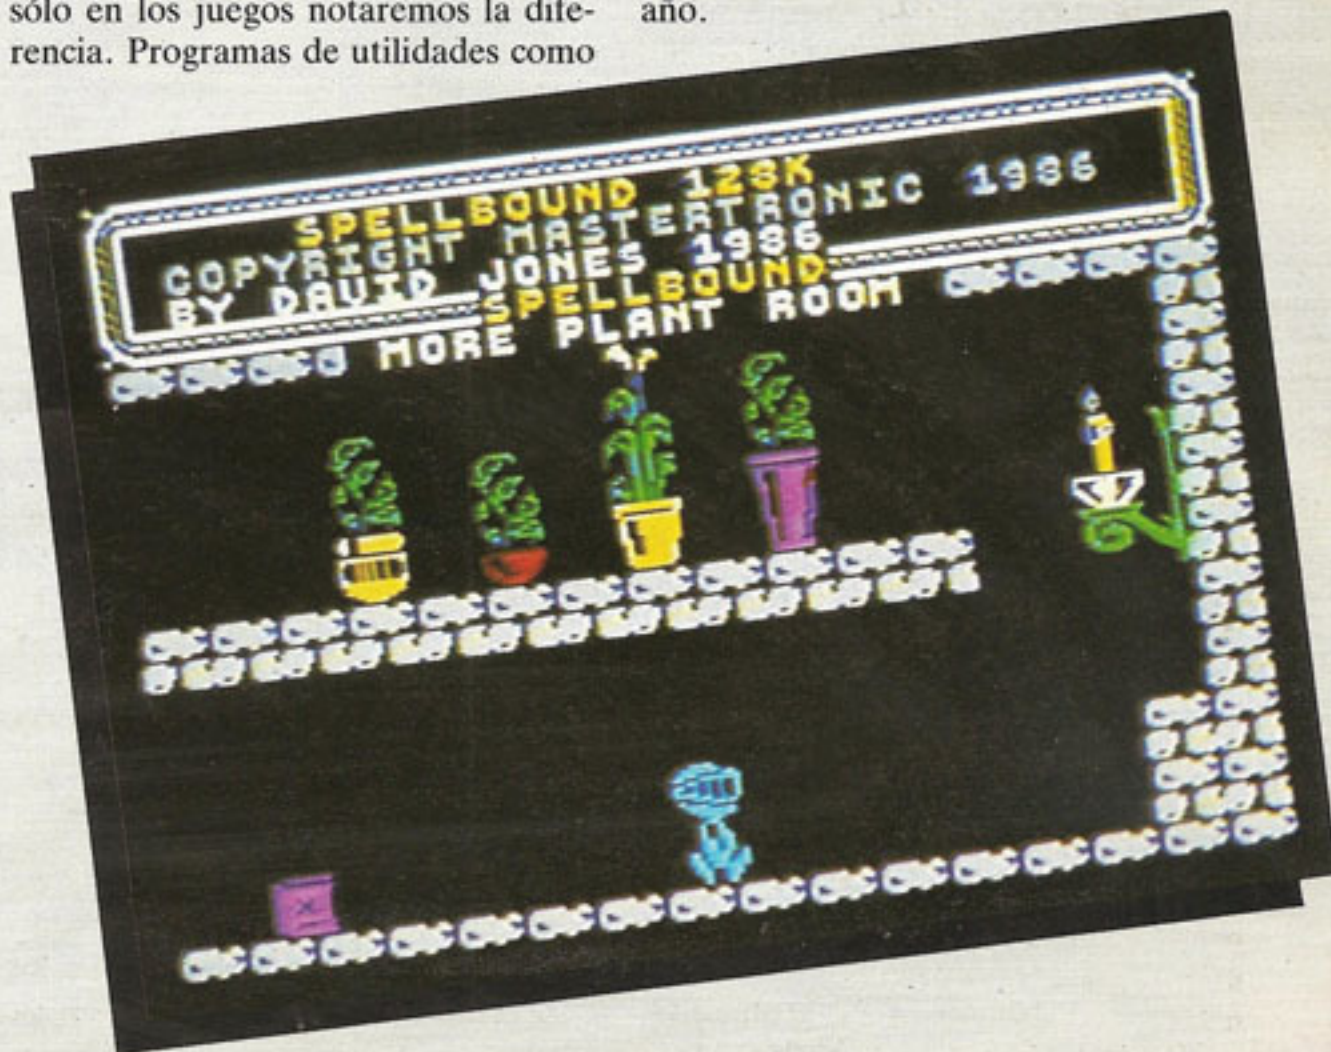 sólo en los juegos notaremos la dife-
rencia. Programas de utilidades como
año.
SPELLBOUND 128K
COPYRIGHT MASTERTRONIC 1986
BY DAVID JONES 1986
SPELLBOUND
MORE PLANT ROOM